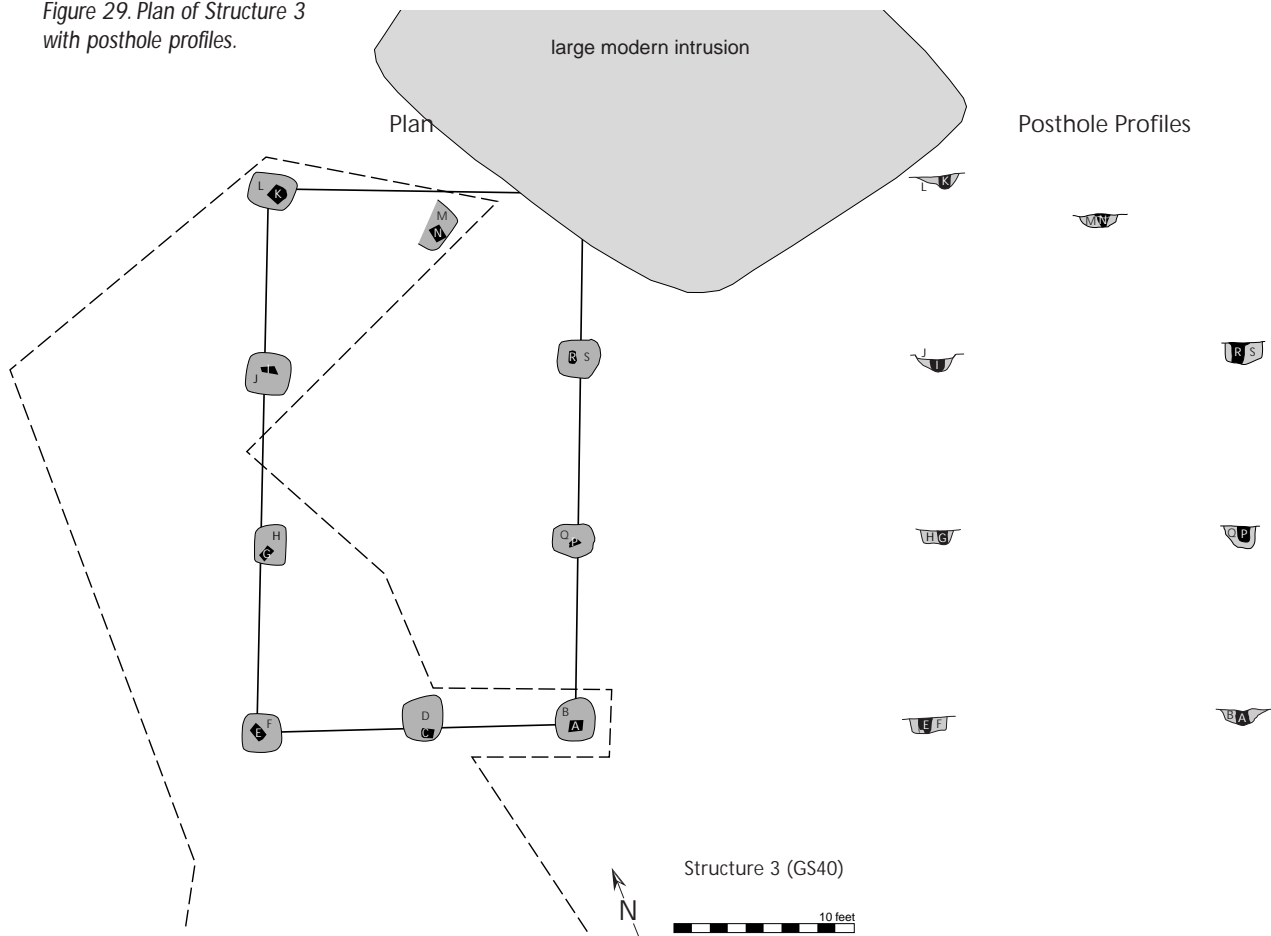 Figure 29. Plan of Structure 3
with posthole profiles.
large modern intrusion
Plan
Posthole Profiles
L K
L K
M
N
M N
J
R S
J
I
R S
H
G
Q P
H G
Q P
F
E
D
C
B
A
E F
B A
Structure 3 (GS40)
N
10 feet